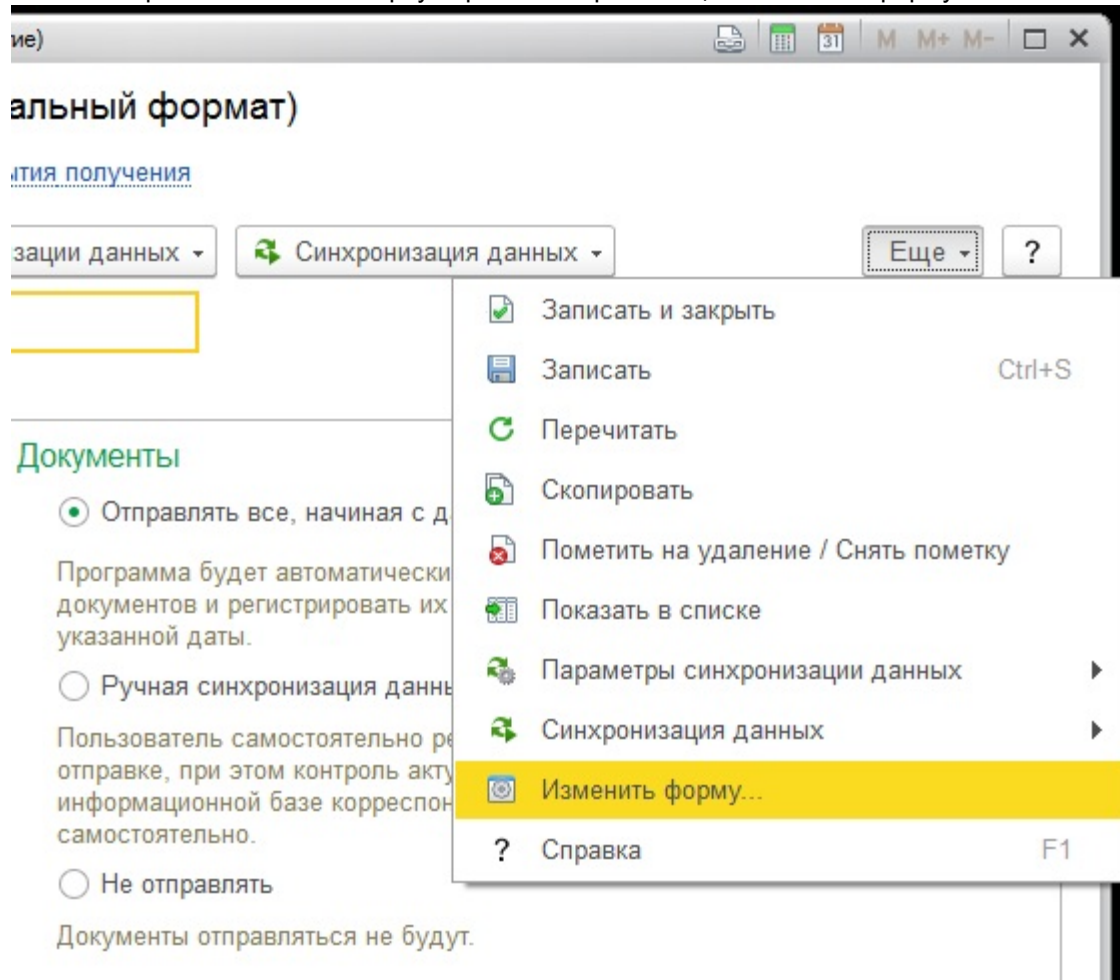 ие)
M M+ M-
31
альный формат)
ытия получения
зации данных
Синхронизация данных
Еще
?
Записать и закрыть
Записать Ctrl+S
Перечитать
Скопировать
Пометить на удаление / Снять пометку
Показать в списке
Параметры синхронизации данных
Синхронизация данных
Изменить форму...
? Справка F1
Документы
Отправлять все, начиная с д
Программа будет автоматически
документов и регистрировать их
указанной даты.
Ручная синхронизация данн
Пользователь самостоятельно ре
отправке, при этом контроль акту
информационной базе корреспон
самостоятельно.
Не отправлять
Документы отправляться не будут.